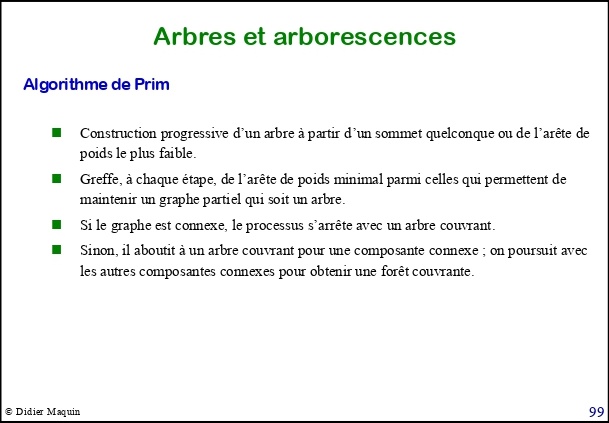 Arbres et arborescences
Algorithme de Prim
Construction progressive d’un arbre à partir d’un sommet quelconque ou de l’arête de
poids le plus faible.
Greffe, à chaque étape, de l’arête de poids minimal parmi celles qui permettent de
maintenir un graphe partiel qui soit un arbre.
Si le graphe est connexe, le processus s’arrête avec un arbre couvrant.
Sinon, il aboutit à un arbre couvrant pour une composante connexe ; on poursuit avec
les autres composantes connexes pour obtenir une forêt couvrante.
© Didier Maquin
99